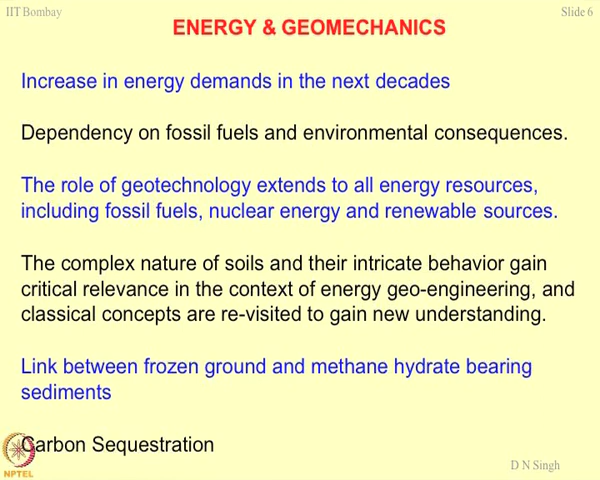 IIT Bombay
Slide 6
ENERGY & GEOMECHANICS
Increase in energy demands in the next decades
Dependency on fossil fuels and environmental consequences.
The role of geotechnology extends to all energy resources,
including fossil fuels, nuclear energy and renewable sources.
The complex nature of soils and their intricate behavior gain
critical relevance in the context of energy geo-engineering, and
classical concepts are re-visited to gain new understanding.
Link between frozen ground and methane hydrate bearing
sediments
Carbon Sequestration
NPTEL
D N Singh